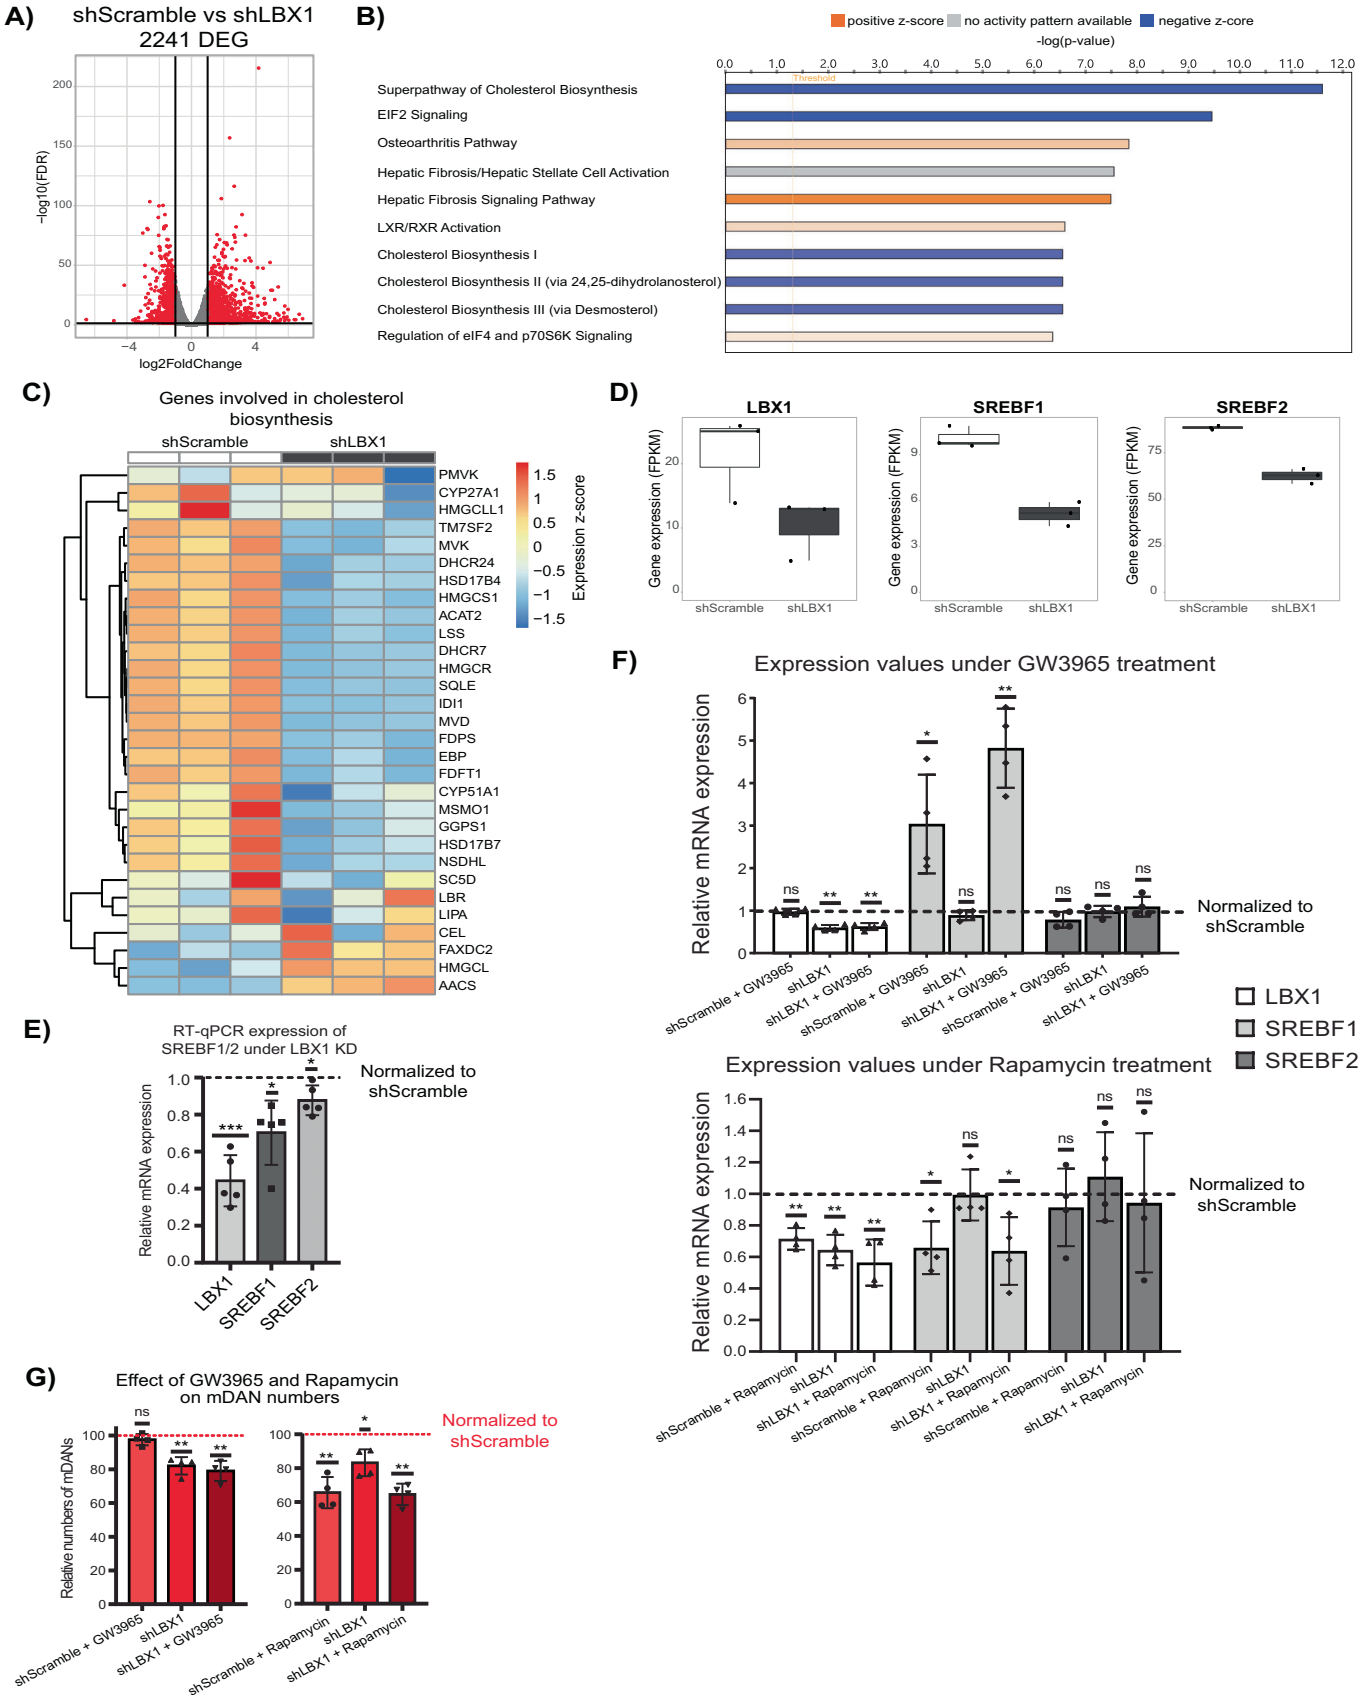 A)
shScramble vs shLBX1
2241 DEG
−log10(FDR)
200
150
100
50
0
−4
0
4
log2FoldChange
B)
positive z-score
no activity pattern available
negative z-core
-log(p-value)
0.0 1.0 2.0 3.0 4.0 5.0 6.0 7.0 8.0 9.0 10.0 11.0 12.0
Threshold
Superpathway of Cholesterol Biosynthesis
EIF2 Signaling
Osteoarthritis Pathway
Hepatic Fibrosis/Hepatic Stellate Cell Activation
Hepatic Fibrosis Signaling Pathway
LXR/RXR Activation
Cholesterol Biosynthesis I
Cholesterol Biosynthesis II (via 24,25-dihydrolanosterol)
Cholesterol Biosynthesis III (via Desmosterol)
Regulation of eIF4 and p70S6K Signaling
C)
Genes involved in cholesterol
biosynthesis
shScramble
shLBX1
PMVK
CYP27A1
HMGCLL1
TM7SF2
MVK
DHCR24
HSD17B4
HMGCS1
ACAT2
LSS
DHCR7
HMGCR
SQLE
IDI1
MVD
FDPS
EBP
FDFT1
CYP51A1
MSMO1
GGPS1
HSD17B7
NSDHL
SC5D
LBR
LIPA
CEL
FAXDC2
HMGCL
AACS
1.5
1
0.5
0
−0.5
−1
−1.5
Expression z-score
D)
LBX1
Gene expression (FPKM)
20
10
0
shScramble
shLBX1
SREBF1
Gene expression (FPKM)
9
6
3
0
shScramble
shLBX1
SREBF2
Gene expression (FPKM)
75
50
25
0
shScramble
shLBX1
E)
RT-qPCR expression of
SREBF1/2 under LBX1 KD
Normalized to
shScramble
Relative mRNA expression
1.0
0.8
0.6
0.4
0.2
0.0
***
*
*
LBX1
SREBF1
SREBF2
F)
Expression values under GW3965 treatment
Relative mRNA expression
6
5
4
3
2
1
0
ns
**
**
*
ns
**
ns
ns
ns
Normalized to
shScramble
shScramble + GW3965
shLBX1
shLBX1 + GW3965
shScramble + GW3965
shLBX1
shLBX1 + GW3965
shScramble + GW3965
shLBX1
shLBX1 + GW3965
LBX1
SREBF1
SREBF2
Expression values under Rapamycin treatment
Relative mRNA expression
1.6
1.4
1.2
1.0
0.8
0.6
0.4
0.2
0.0
**
**
**
*
ns
*
ns
ns
ns
Normalized to
shScramble
shScramble + Rapamycin
shLBX1
shLBX1 + Rapamycin
shScramble + Rapamycin
shLBX1
shLBX1 + Rapamycin
shScramble + Rapamycin
shLBX1
shLBX1 + Rapamycin
G)
Effect of GW3965 and Rapamycin
on mDAN numbers
Normalized to
shScramble
Relative numbers of mDANs
100
80
60
40
20
0
ns
**
**
shScramble + GW3965
shLBX1
shLBX1 + GW3965
100
80
60
40
20
0
**
*
**
shScramble + Rapamycin
shLBX1
shLBX1 + Rapamycin